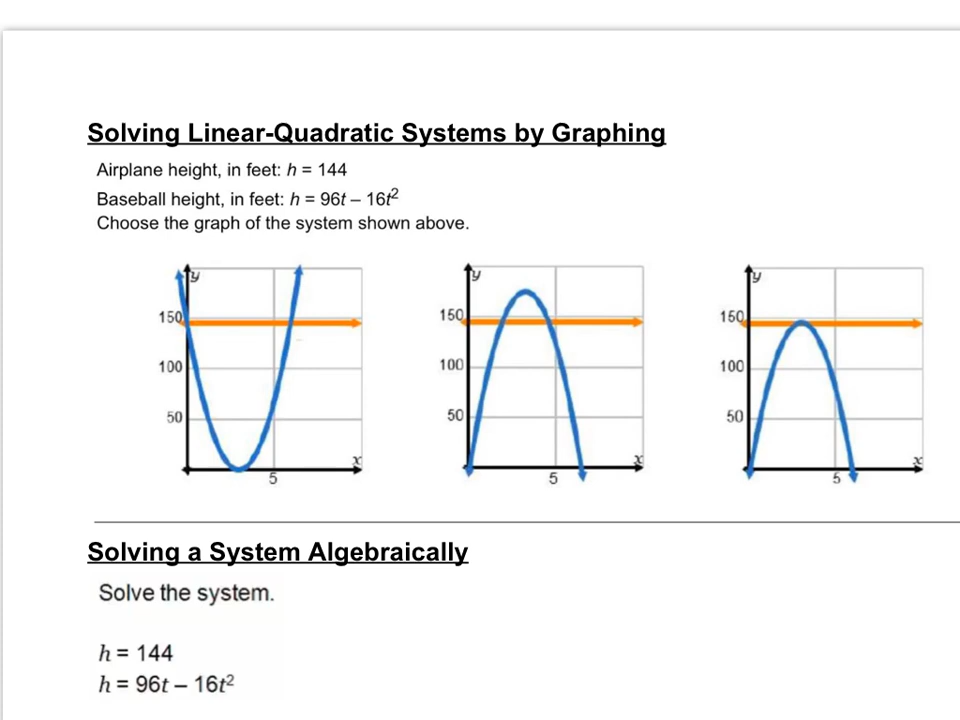 Solving Linear-Quadratic Systems by Graphing
Airplane height, in feet: h = 144
Baseball height, in feet: h = 96t – 16t²
Choose the graph of the system shown above.
y
150
100
50
5
x
y
150
100
50
5
x
y
150
100
50
5
x
Solving a System Algebraically
Solve the system.
h = 144
h = 96t – 16t²